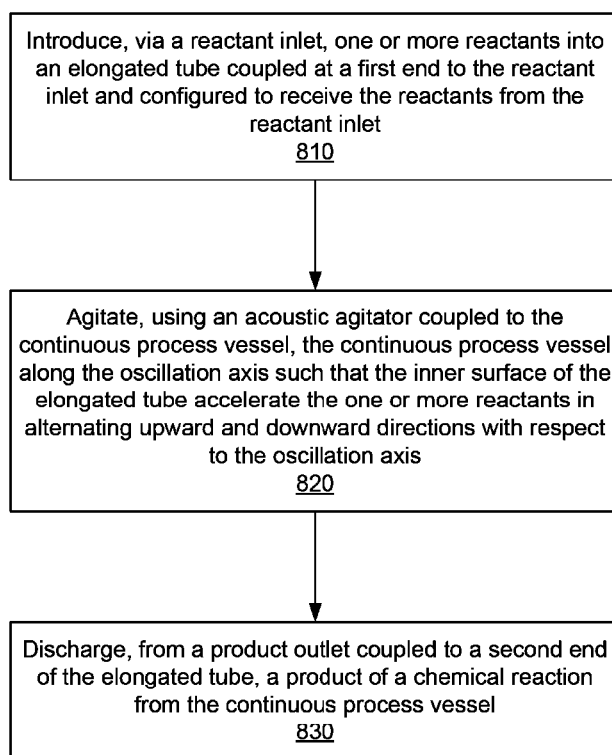 Introduce, via a reactant inlet, one or more reactants into
an elongated tube coupled at a first end to the reactant
inlet and configured to receive the reactants from the
reactant inlet
810
Agitate, using an acoustic agitator coupled to the
continuous process vessel, the continuous process vessel
along the oscillation axis such that the inner surface of the
elongated tube accelerate the one or more reactants in
alternating upward and downward directions with respect
to the oscillation axis
820
Discharge, from a product outlet coupled to a second end
of the elongated tube, a product of a chemical reaction
from the continuous process vessel
830